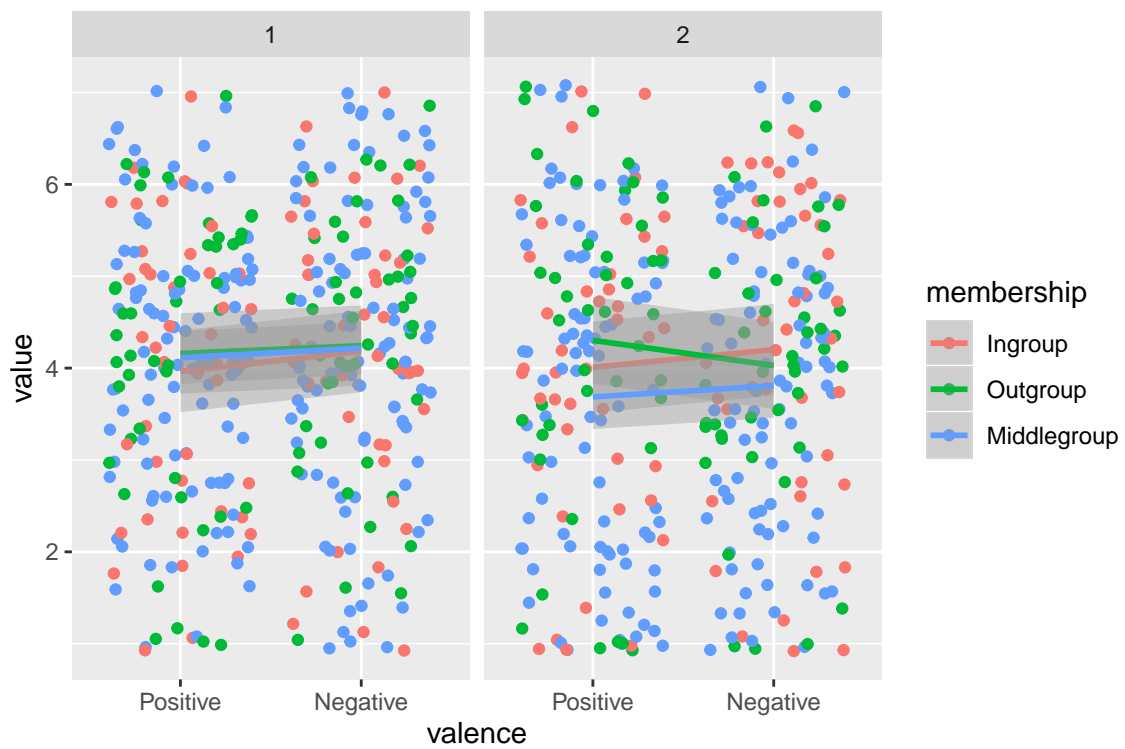 1
2
value
6
4
2
Positive
Negative
Positive
Negative
valence
membership
Ingroup
Outgroup
Middlegroup